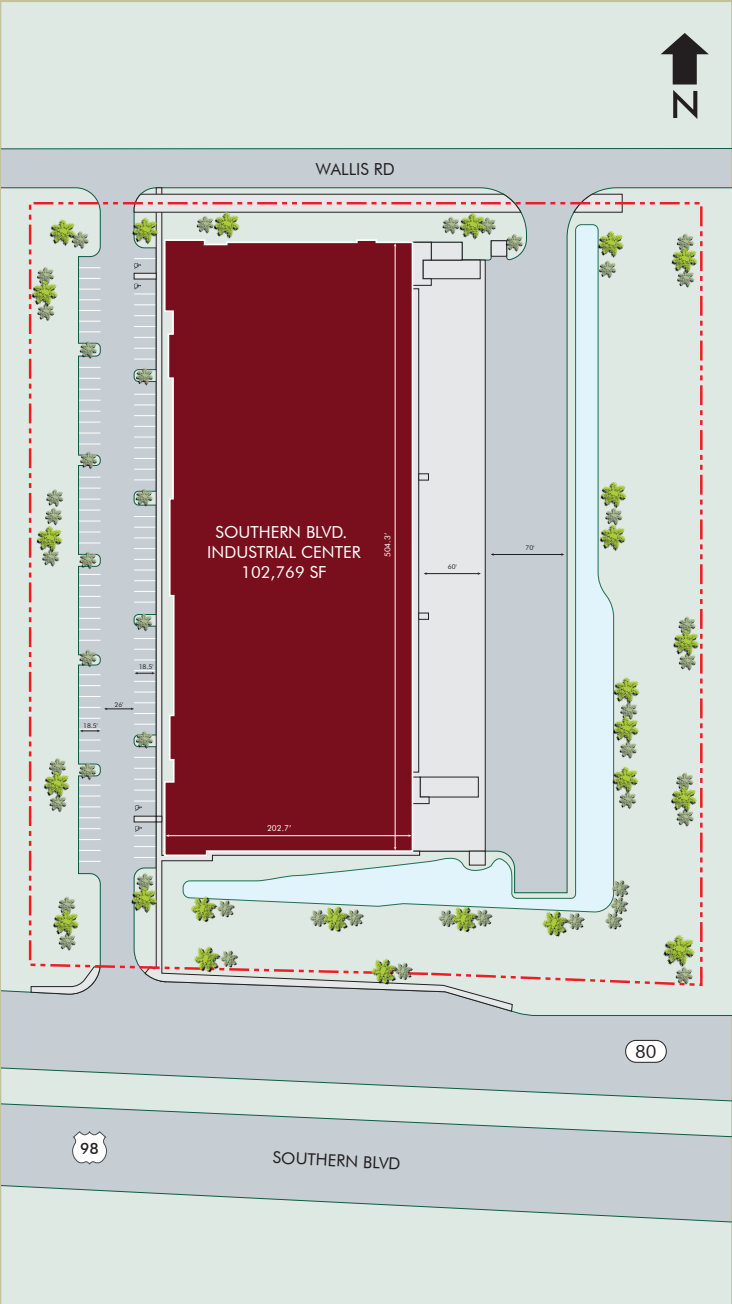 N
WALLIS RD
SOUTHERN BLVD.
INDUSTRIAL CENTER
102,769 SF
504.3'
70'
60'
18.5'
26'
18.5'
202.7'
80
98
SOUTHERN BLVD